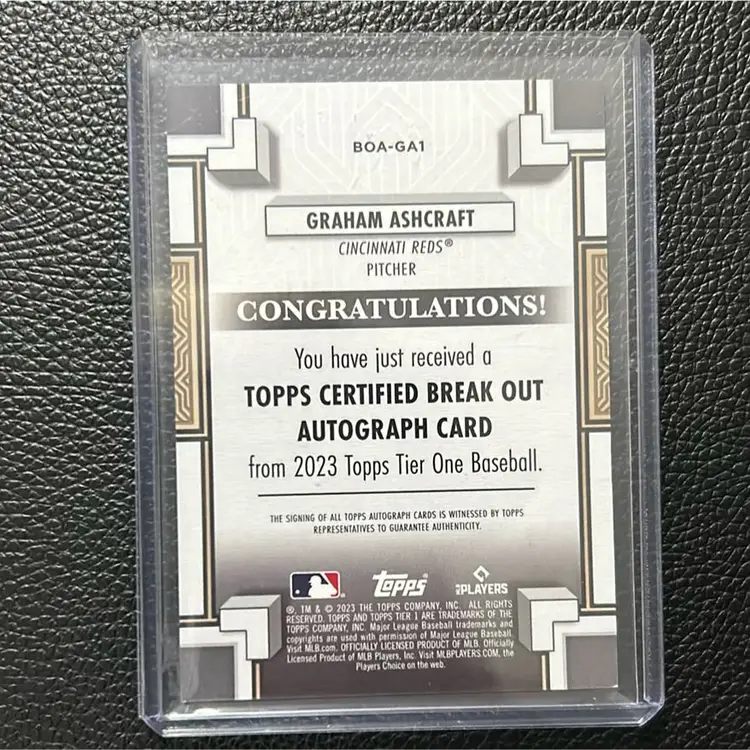 BOA-GA1
GRAHAM ASHCRAFT
CINCINNATI REDS®
PITCHER
CONGRATULATIONS!
You have just received a
TOPPS CERTIFIED BREAK OUT
AUTOGRAPH CARD
from 2023 Topps Tier One Baseball.
THE SIGNING OF ALL TOPPS AUTOGRAPH CARDS IS WITNESSED BY TOPPS
REPRESENTATIVES TO GUARANTEE AUTHENTICITY.
topps PLAYERS
®, TM & © 2023 THE TOPPS COMPANY, INC. ALL RIGHTS
RESERVED. TOPPS AND TOPPS TIER 1 ARE TRADEMARKS OF THE
TOPPS COMPANY, INC. Major League Baseball trademarks and
copyrights are used with permission of Major League Baseball.
Visit MLB.com. OFFICIALLY LICENSED PRODUCT OF MLB. Officially
Licensed Product of MLB Players, Inc. Visit MLBPLAYERS.COM, the
Players Choice on the web.